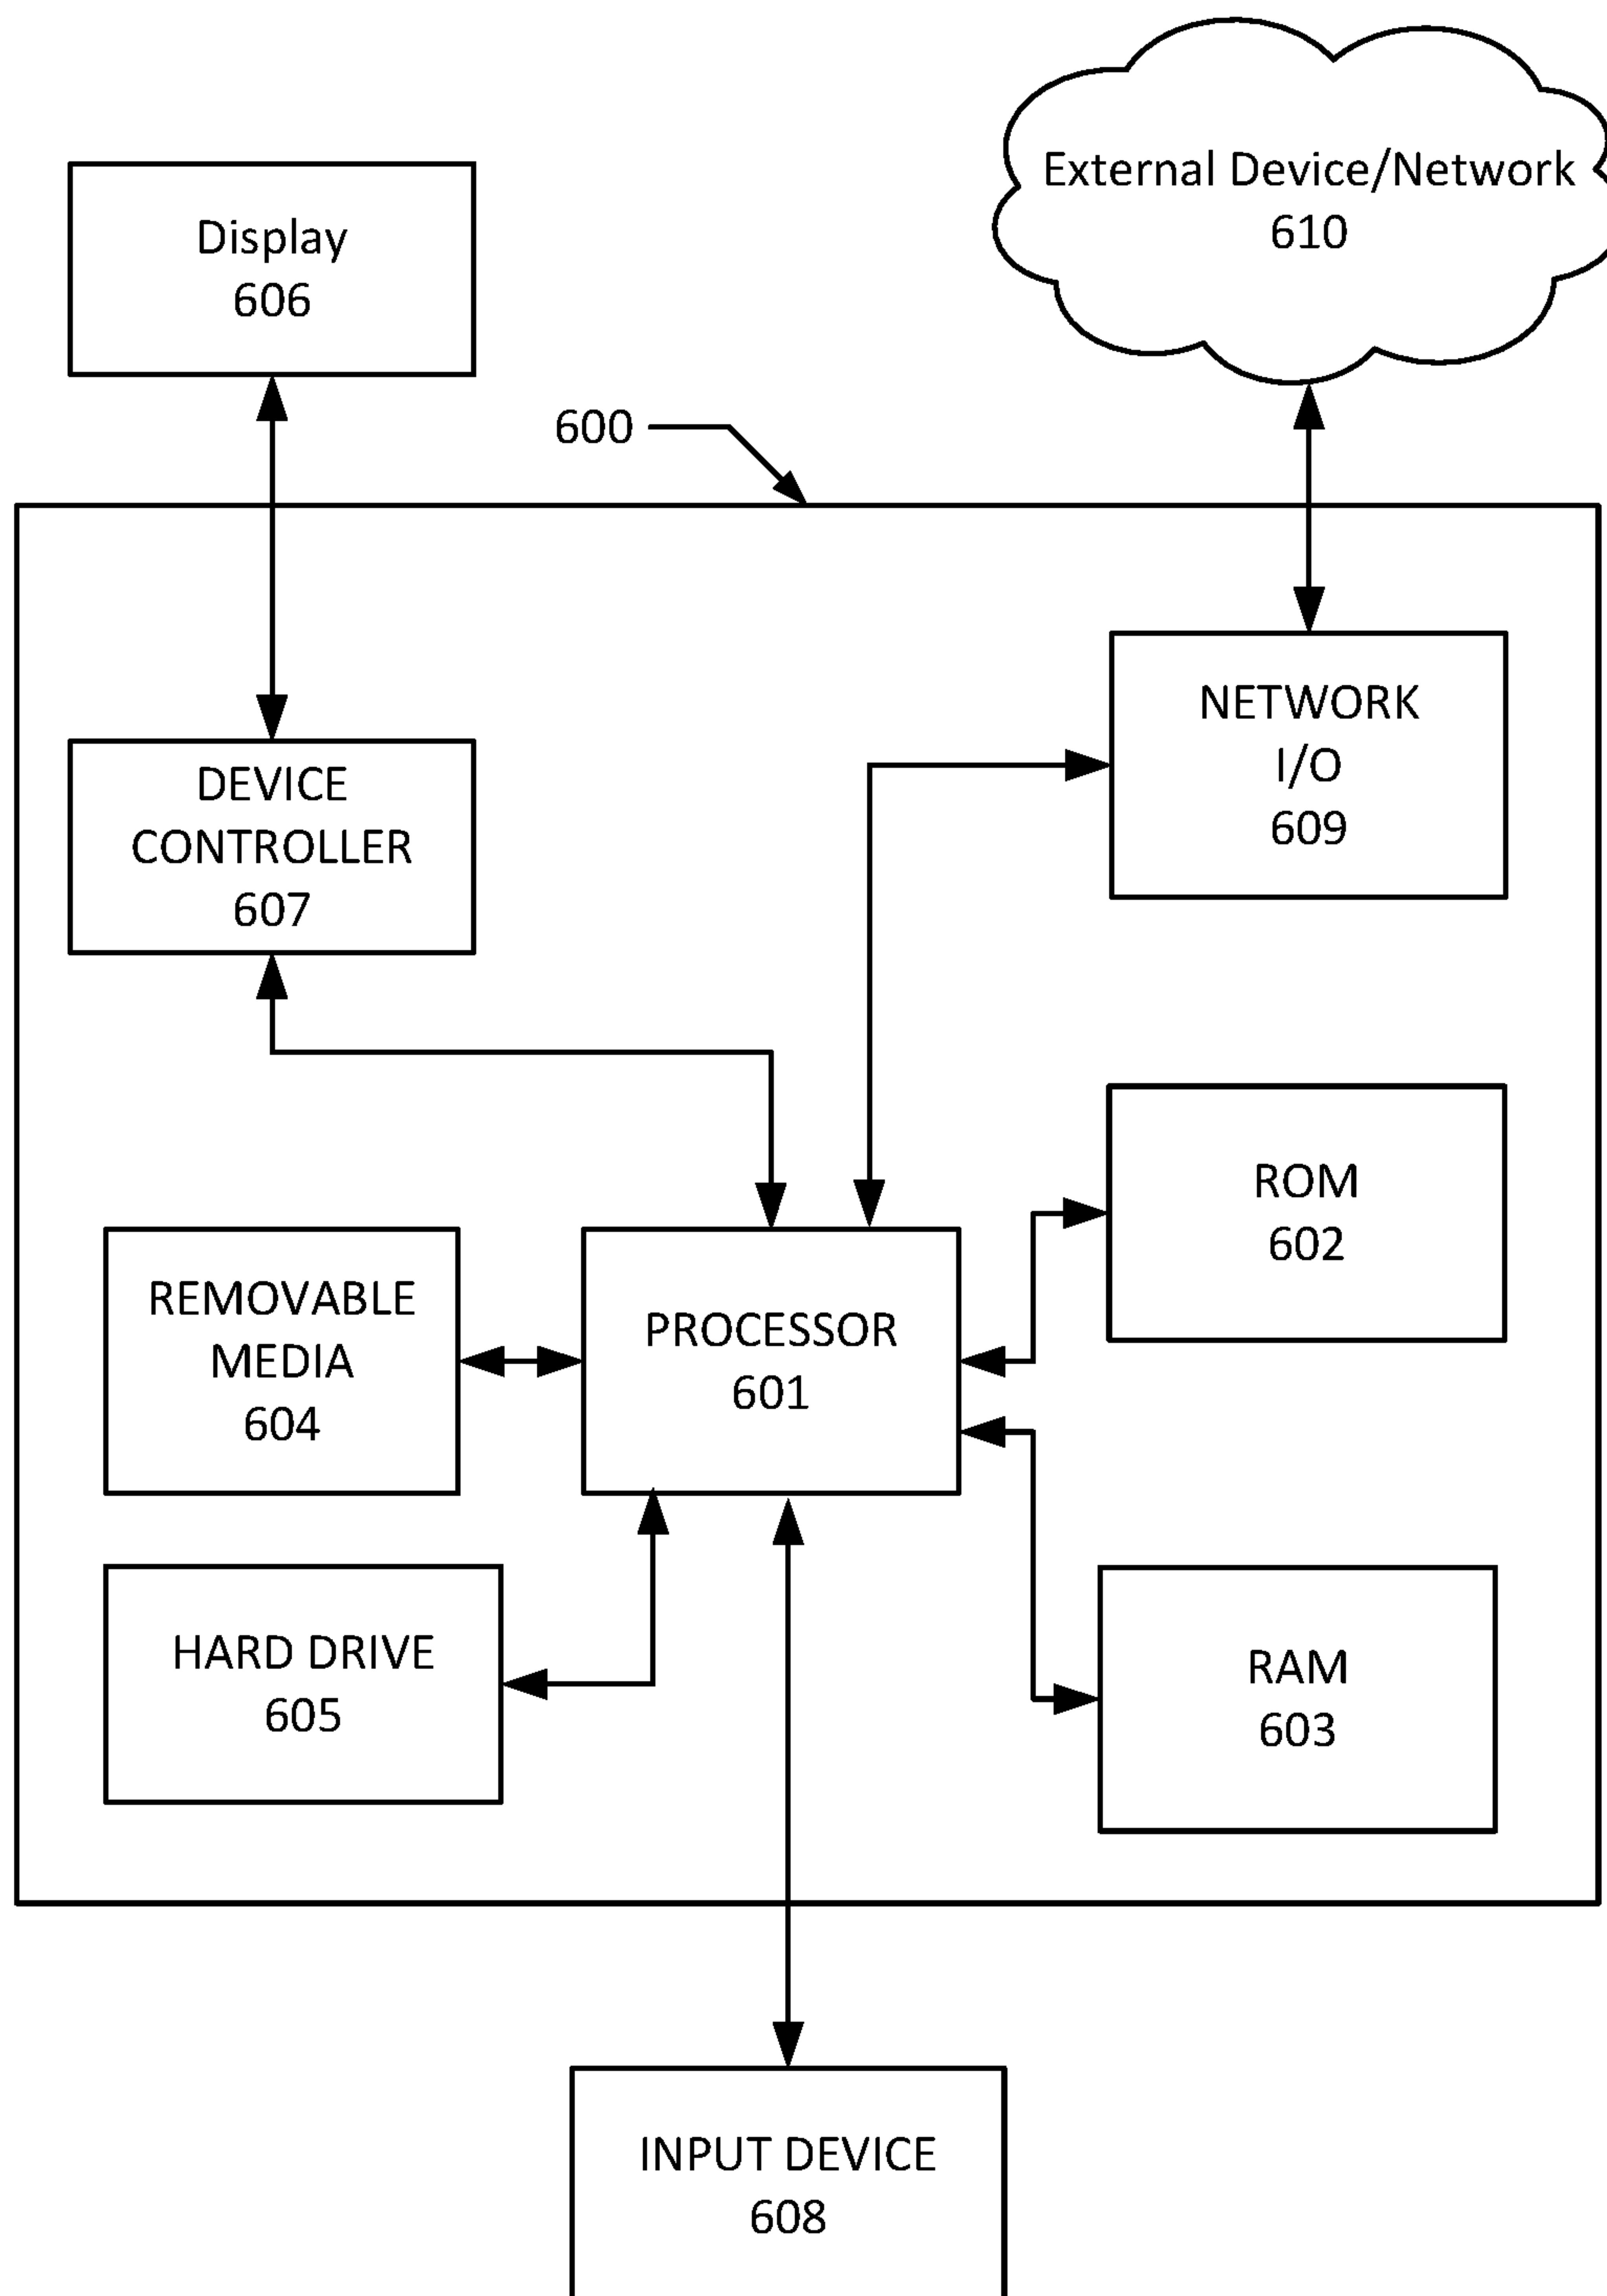 External Device/Network
610
Display
606
600
NETWORK
I/O
609
DEVICE
CONTROLLER
607
ROM
602
REMOVABLE
MEDIA
604
PROCESSOR
601
HARD DRIVE
605
RAM
603
INPUT DEVICE
608